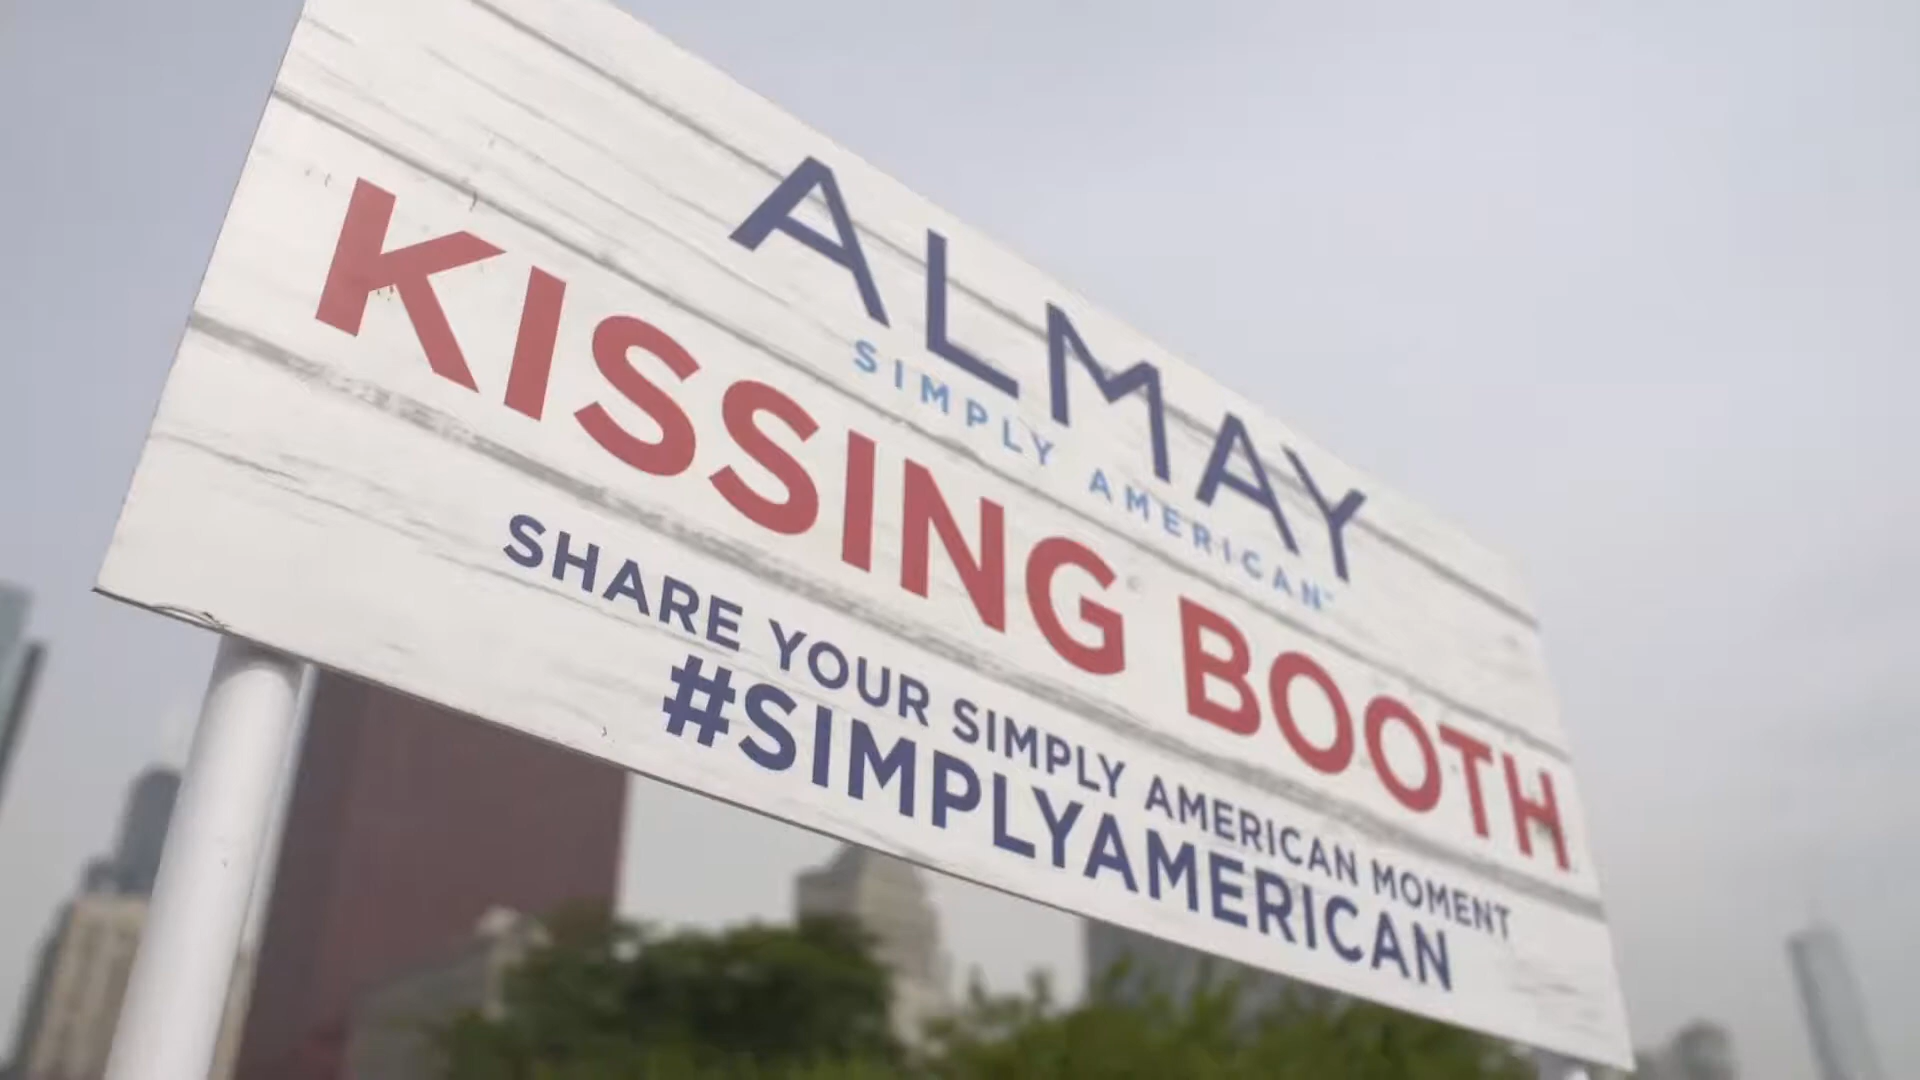 ALMAY
SIMPLY AMERICAN™
KISSING BOOTH
SHARE YOUR SIMPLY AMERICAN MOMENT
#SIMPLYAMERICAN